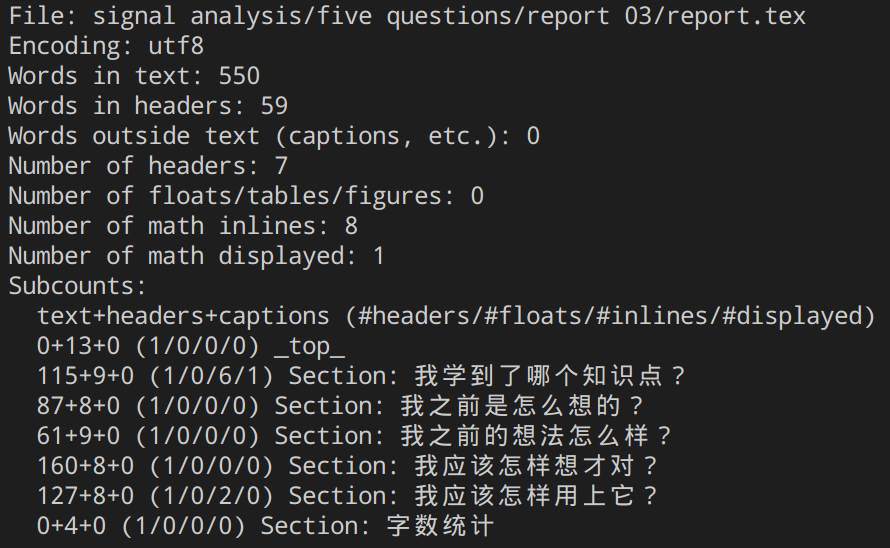 File: signal analysis/five questions/report 03/report.tex
Encoding: utf8
Words in text: 550
Words in headers: 59
Words outside text (captions, etc.): 0
Number of headers: 7
Number of floats/tables/figures: 0
Number of math inlines: 8
Number of math displayed: 1
Subcounts:
  text+headers+captions (#headers/#floats/#inlines/#displayed)
  0+13+0 (1/0/0/0) _top_
  115+9+0 (1/0/6/1) Section: 我学到了哪个知识点？
  87+8+0 (1/0/0/0) Section: 我之前是怎么想的？
  61+9+0 (1/0/0/0) Section: 我之前的想法怎么样？
  160+8+0 (1/0/0/0) Section: 我应该怎样想才对？
  127+8+0 (1/0/2/0) Section: 我应该怎样用上它？
  0+4+0 (1/0/0/0) Section: 字数统计